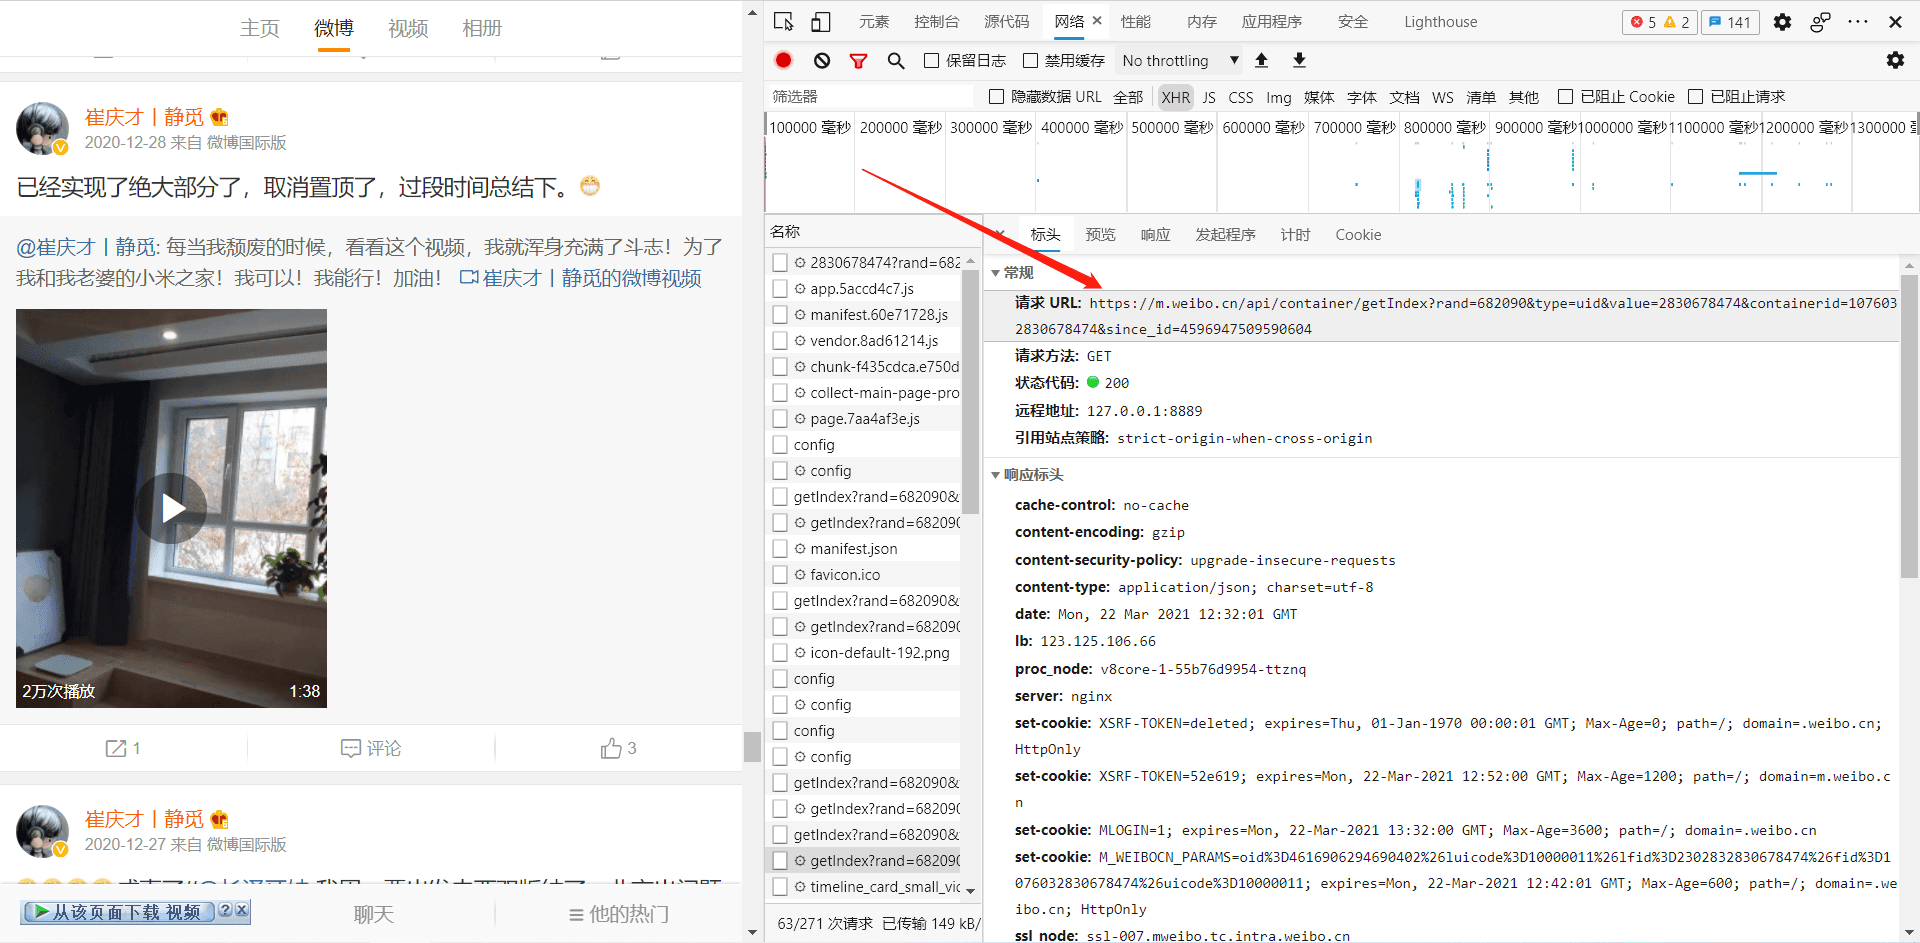 主页 微博 视频 相册
崔庆才丨静觅
2020-12-28 来自 微博国际版
已经实现了绝大部分了，取消置顶了，过段时间总结下。
@崔庆才丨静觅: 每当我颓废的时候，看看这个视频，我就浑身充满了斗志！为了
我和我老婆的小米之家！我可以！我能行！加油！ 崔庆才丨静觅的微博视频
2万次播放 1:38
1 评论 3
崔庆才丨静觅
2020-12-27 来自 微博国际版
从该页面下载 视频 ? X
聊天 他的热门
元素 控制台 源代码 网络 性能 内存 应用程序 安全 Lighthouse 5 2 141
保留日志 禁用缓存 No throttling
筛选器 隐藏数据 URL 全部 XHR JS CSS Img 媒体 字体 文档 WS 清单 其他 已阻止 Cookie 已阻止请求
100000 毫秒 200000 毫秒 300000 毫秒 400000 毫秒 500000 毫秒 600000 毫秒 700000 毫秒 800000 毫秒 900000 毫秒 1000000 毫秒 1100000 毫秒 1200000 毫秒 1300000
名称
2830678474?rand=682
app.5accd4c7.js
manifest.60e71728.js
vendor.8ad61214.js
chunk-f435cdca.e750d
collect-main-page-pro
page.7aa4af3e.js
config
config
getIndex?rand=682090&
getIndex?rand=682090
manifest.json
favicon.ico
getIndex?rand=682090&
getIndex?rand=682090
icon-default-192.png
config
config
config
config
getIndex?rand=682090&
getIndex?rand=682090
getIndex?rand=682090&
getIndex?rand=682090
timeline_card_small_vic
63/271 次请求 已传输 149 kB/
标头 预览 响应 发起程序 计时 Cookie
常规
请求 URL: https://m.weibo.cn/api/container/getIndex?rand=682090&type=uid&value=2830678474&containerid=107603
2830678474&since_id=4596947509590604
请求方法: GET
状态代码: 200
远程地址: 127.0.0.1:8889
引用站点策略: strict-origin-when-cross-origin
响应标头
cache-control: no-cache
content-encoding: gzip
content-security-policy: upgrade-insecure-requests
content-type: application/json; charset=utf-8
date: Mon, 22 Mar 2021 12:32:01 GMT
lb: 123.125.106.66
proc_node: v8core-1-55b76d9954-ttznq
server: nginx
set-cookie: XSRF-TOKEN=deleted; expires=Thu, 01-Jan-1970 00:00:01 GMT; Max-Age=0; path=/; domain=.weibo.cn;
HttpOnly
set-cookie: XSRF-TOKEN=52e619; expires=Mon, 22-Mar-2021 12:52:00 GMT; Max-Age=1200; path=/; domain=m.weibo.c
n
set-cookie: MLOGIN=1; expires=Mon, 22-Mar-2021 13:32:00 GMT; Max-Age=3600; path=/; domain=.weibo.cn
set-cookie: M_WEIBOCN_PARAMS=oid%3D4616906294690402%26luicode%3D10000011%26lfid%3D2302832830678474%26fid%3D1
076032830678474%26uicode%3D10000011; expires=Mon, 22-Mar-2021 12:42:01 GMT; Max-Age=600; path=/; domain=.we
ibo.cn; HttpOnly
ssl_node: ssl-007.mweibo.tc.intra.weibo.cn